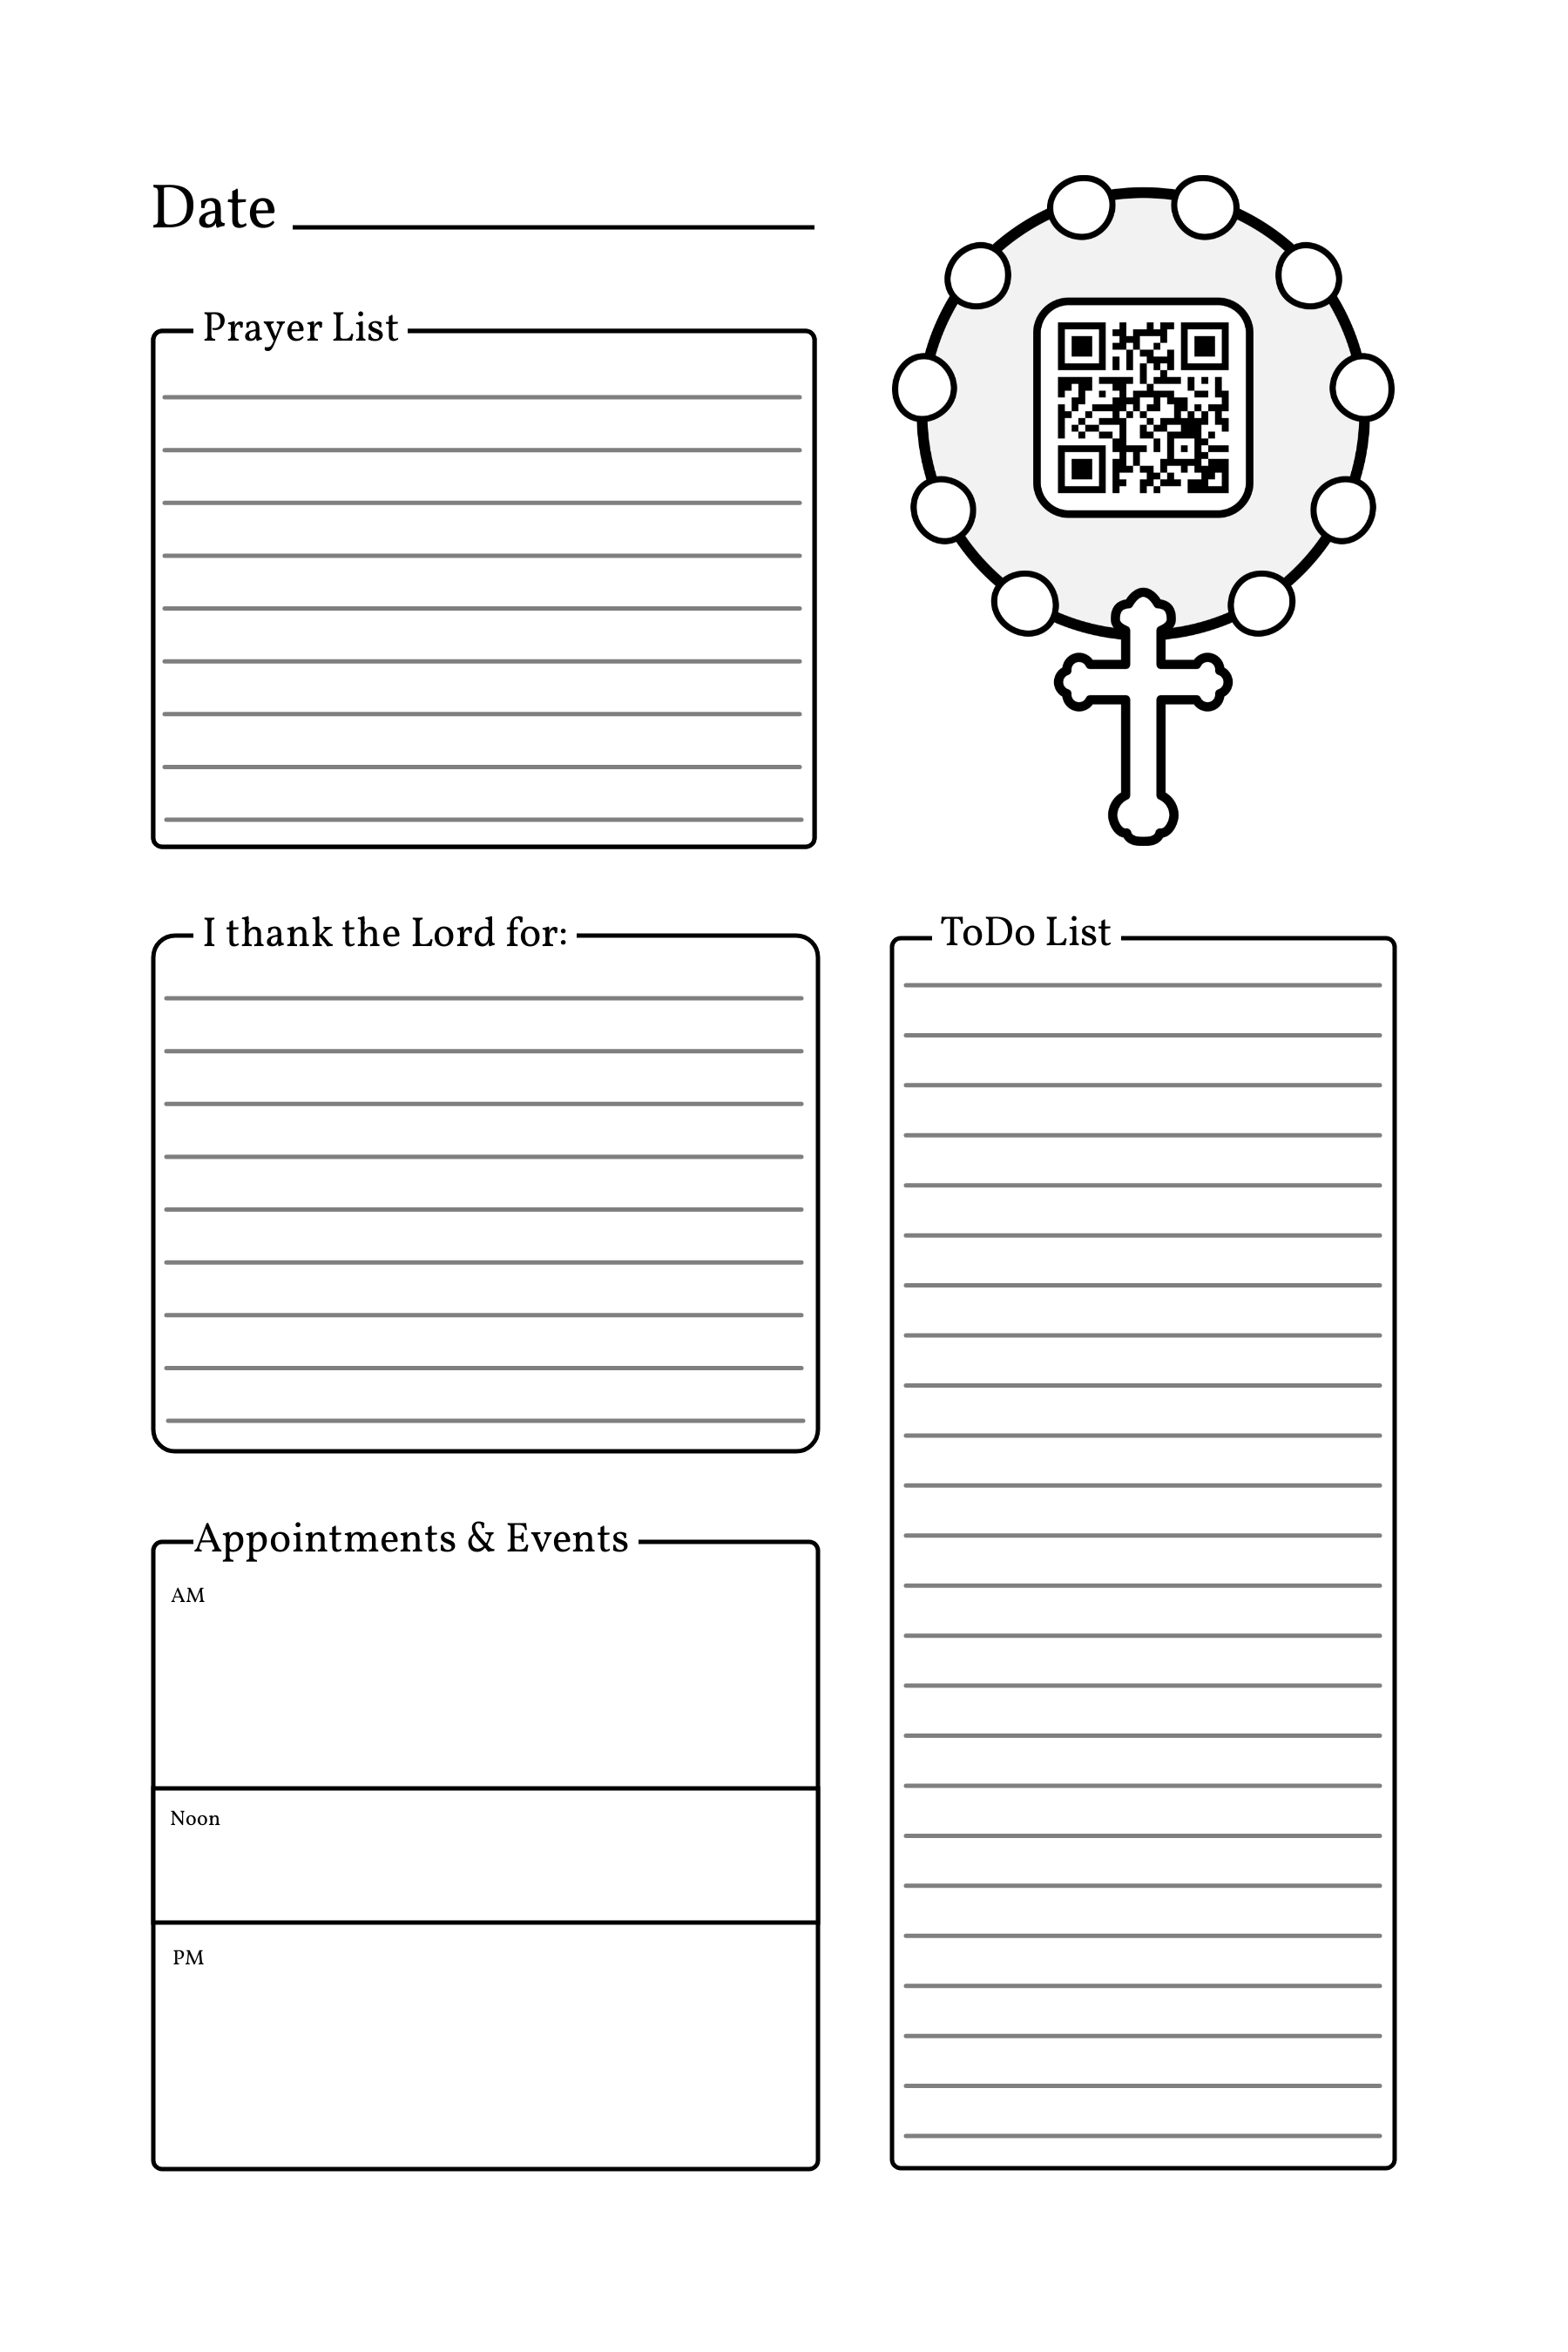 Date
Prayer List
I thank the Lord for:
ToDo List
Appointments & Events
AM
Noon
PM